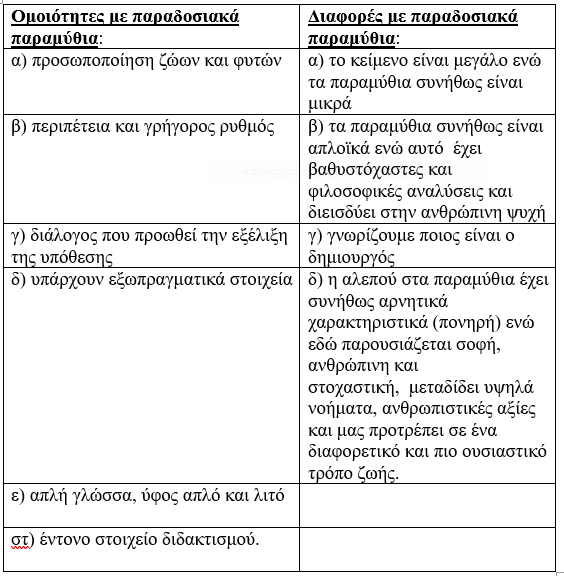 Ομοιότητες με παραδοσιακά
παραμύθια:
Διαφορές με παραδοσιακά
παραμύθια:
α) προσωποποίηση ζώων και φυτών
α) το κείμενο είναι μεγάλο ενώ
τα παραμύθια συνήθως είναι
μικρά
β) περιπέτεια και γρήγορος ρυθμός
β) τα παραμύθια συνήθως είναι
απλοϊκά ενώ αυτό έχει
βαθυστόχαστες και
φιλοσοφικές αναλύσεις και
διεισδύει στην ανθρώπινη ψυχή
γ) διάλογος που προωθεί την εξέλιξη
της υπόθεσης
γ) γνωρίζουμε ποιος είναι ο
δημιουργός
δ) υπάρχουν εξωπραγματικά στοιχεία
δ) η αλεπού στα παραμύθια έχει
συνήθως αρνητικά
χαρακτηριστικά (πονηρή) ενώ
εδώ παρουσιάζεται σοφή,
ανθρώπινη και
στοχαστική, μεταδίδει υψηλά
νοήματα, ανθρωπιστικές αξίες
και μας προτρέπει σε ένα
διαφορετικό και πιο ουσιαστικό
τρόπο ζωής.
ε) απλή γλώσσα, ύφος απλό και λιτό
στ) έντονο στοιχείο διδακτισμού.